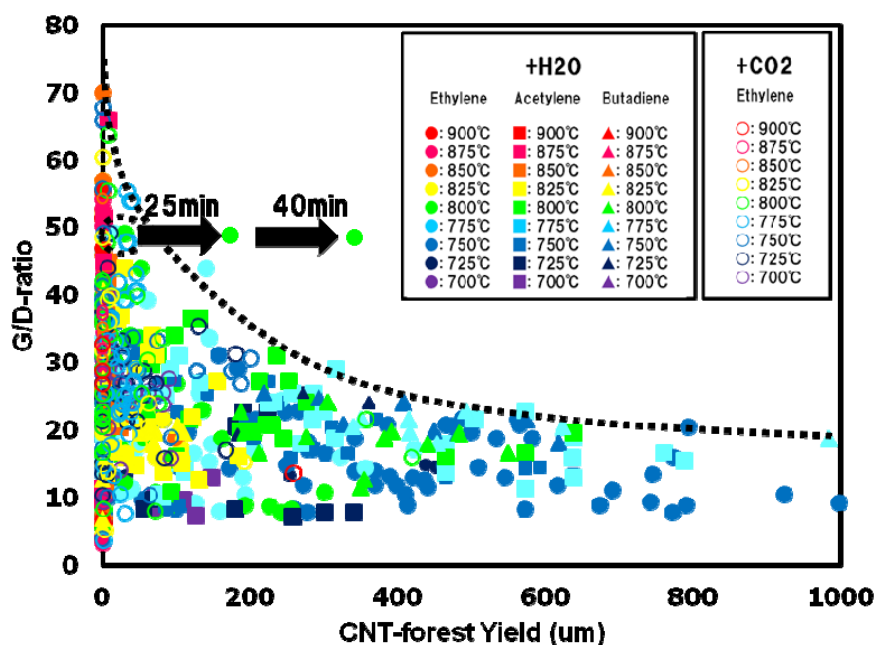 80
70
60
50
40
30
20
10
0
G/D-ratio
25min
40min
+H2O
Ethylene Acetylene Butadiene
: 900℃ : 900℃ : 900℃
: 875℃ : 875℃ : 875℃
: 850℃ : 850℃ : 850℃
: 825℃ : 825℃ : 825℃
: 800℃ : 800℃ : 800℃
: 775℃ : 775℃ : 775℃
: 750℃ : 750℃ : 750℃
: 725℃ : 725℃ : 725℃
: 700℃ : 700℃ : 700℃
+CO2
Ethylene
: 900℃
: 875℃
: 850℃
: 825℃
: 800℃
: 775℃
: 750℃
: 725℃
: 700℃
0 200 400 600 800 1000
CNT-forest Yield (um)